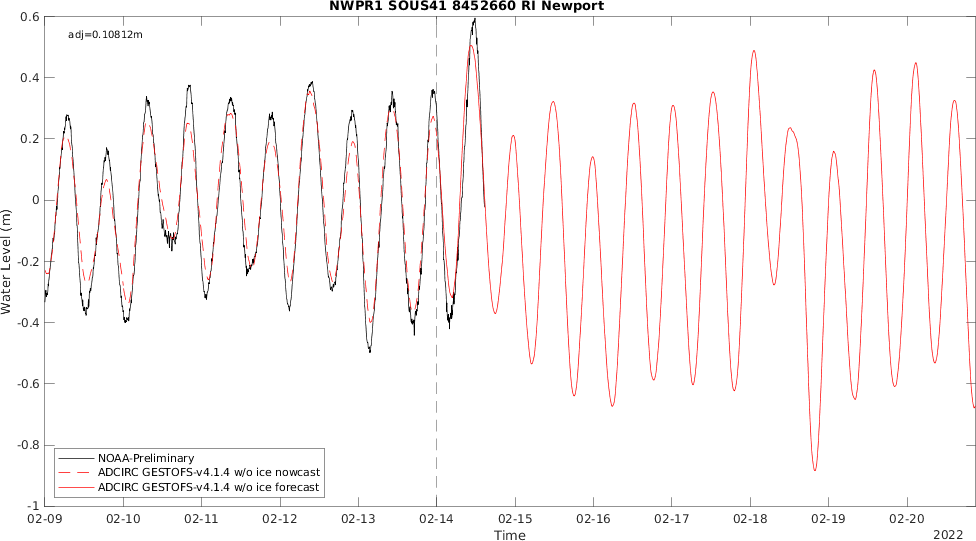 NWPR1 SOUS41 8452660 RI Newport
adj=0.10812m
0.6
0.4
0.2
0
-0.2
-0.4
-0.6
-0.8
-1
Water Level (m)
NOAA-Preliminary
ADCIRC GESTOFS-v4.1.4 w/o ice nowcast
ADCIRC GESTOFS-v4.1.4 w/o ice forecast
02-09 02-10 02-11 02-12 02-13 02-14 02-15 02-16 02-17 02-18 02-19 02-20
Time
2022